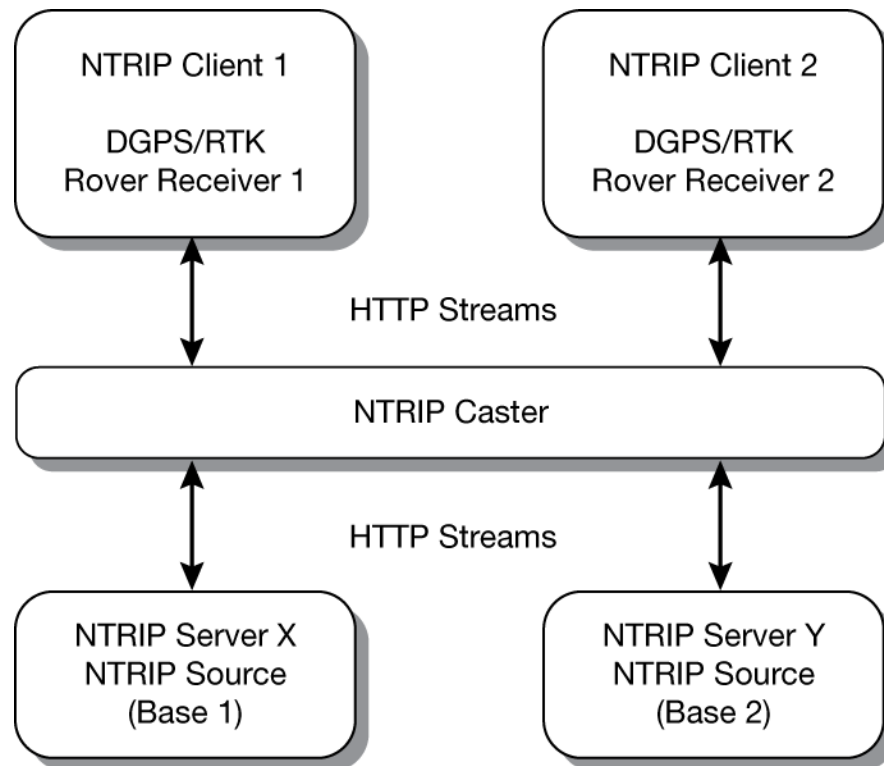 NTRIP Client 1
DGPS/RTK
Rover Receiver 1
NTRIP Client 2
DGPS/RTK
Rover Receiver 2
HTTP Streams
NTRIP Caster
HTTP Streams
NTRIP Server X
NTRIP Source
(Base 1)
NTRIP Server Y
NTRIP Source
(Base 2)